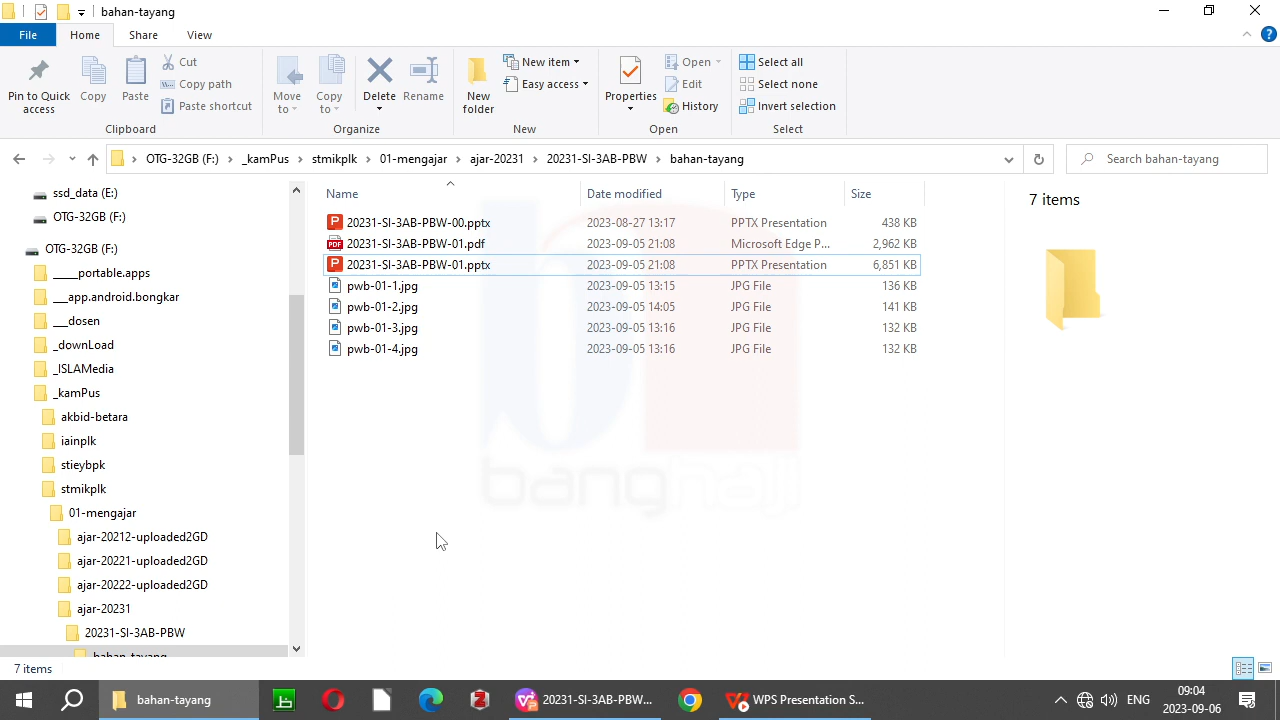 bahan-tayang
File Home Share View
Pin to Quick access
Copy
Paste
Cut
Copy path
Paste shortcut
Clipboard
Move to
Copy to
Delete
Rename
Organize
New folder
New item
Easy access
New
Properties
Open
Edit
History
Open
Select all
Select none
Invert selection
Select
OTG-32GB (F:) > _kamPus > stmikplk > 01-mengajar > ajar-20231 > 20231-SI-3AB-PBW > bahan-tayang
Search bahan-tayang
ssd_data (E:)
OTG-32GB (F:)
OTG-32GB (F:)
_____portable.apps
___app.android.bongkar
___dosen
_downLoad
_ISLAMedia
_kamPus
akbid-betara
iainplk
stieybpk
stmikplk
01-mengajar
ajar-20212-uploaded2GD
ajar-20221-uploaded2GD
ajar-20222-uploaded2GD
ajar-20231
20231-SI-3AB-PBW
bahan-tayang
Name Date modified Type Size
20231-SI-3AB-PBW-00.pptx 2023-08-27 13:17 PPTX Presentation 438 KB
20231-SI-3AB-PBW-01.pdf 2023-09-05 21:08 Microsoft Edge P... 2,962 KB
20231-SI-3AB-PBW-01.pptx 2023-09-05 21:08 PPTX Presentation 6,851 KB
pwb-01-1.jpg 2023-09-05 13:15 JPG File 136 KB
pwb-01-2.jpg 2023-09-05 14:05 JPG File 141 KB
pwb-01-3.jpg 2023-09-05 13:16 JPG File 132 KB
pwb-01-4.jpg 2023-09-05 13:16 JPG File 132 KB
banghaji
7 items
7 items
bahan-tayang
20231-SI-3AB-PBW...
WPS Presentation S...
ENG
09:04
2023-09-06